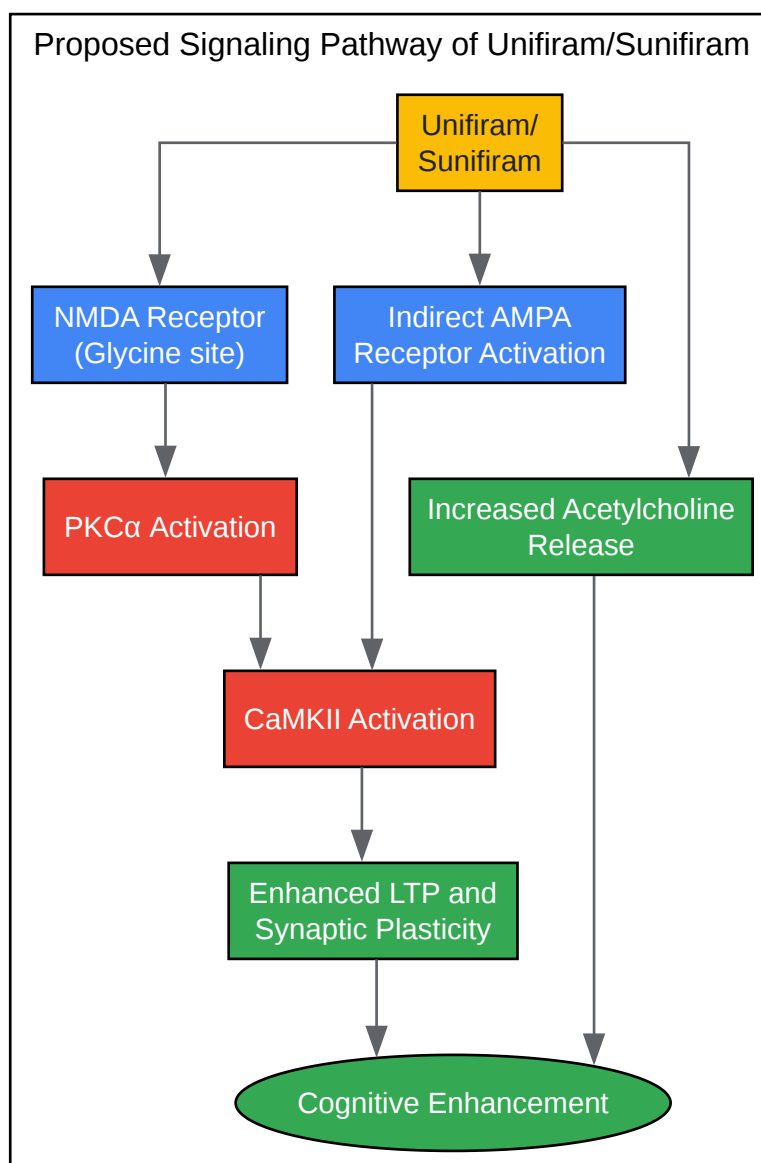 Proposed Signaling Pathway of Unifiram/Sunifiram
Unifiram/
Sunifiram
NMDA Receptor
(Glycine site)
Indirect AMPA
Receptor Activation
PKCα Activation
Increased Acetylcholine
Release
CaMKII Activation
Enhanced LTP and
Synaptic Plasticity
Cognitive Enhancement